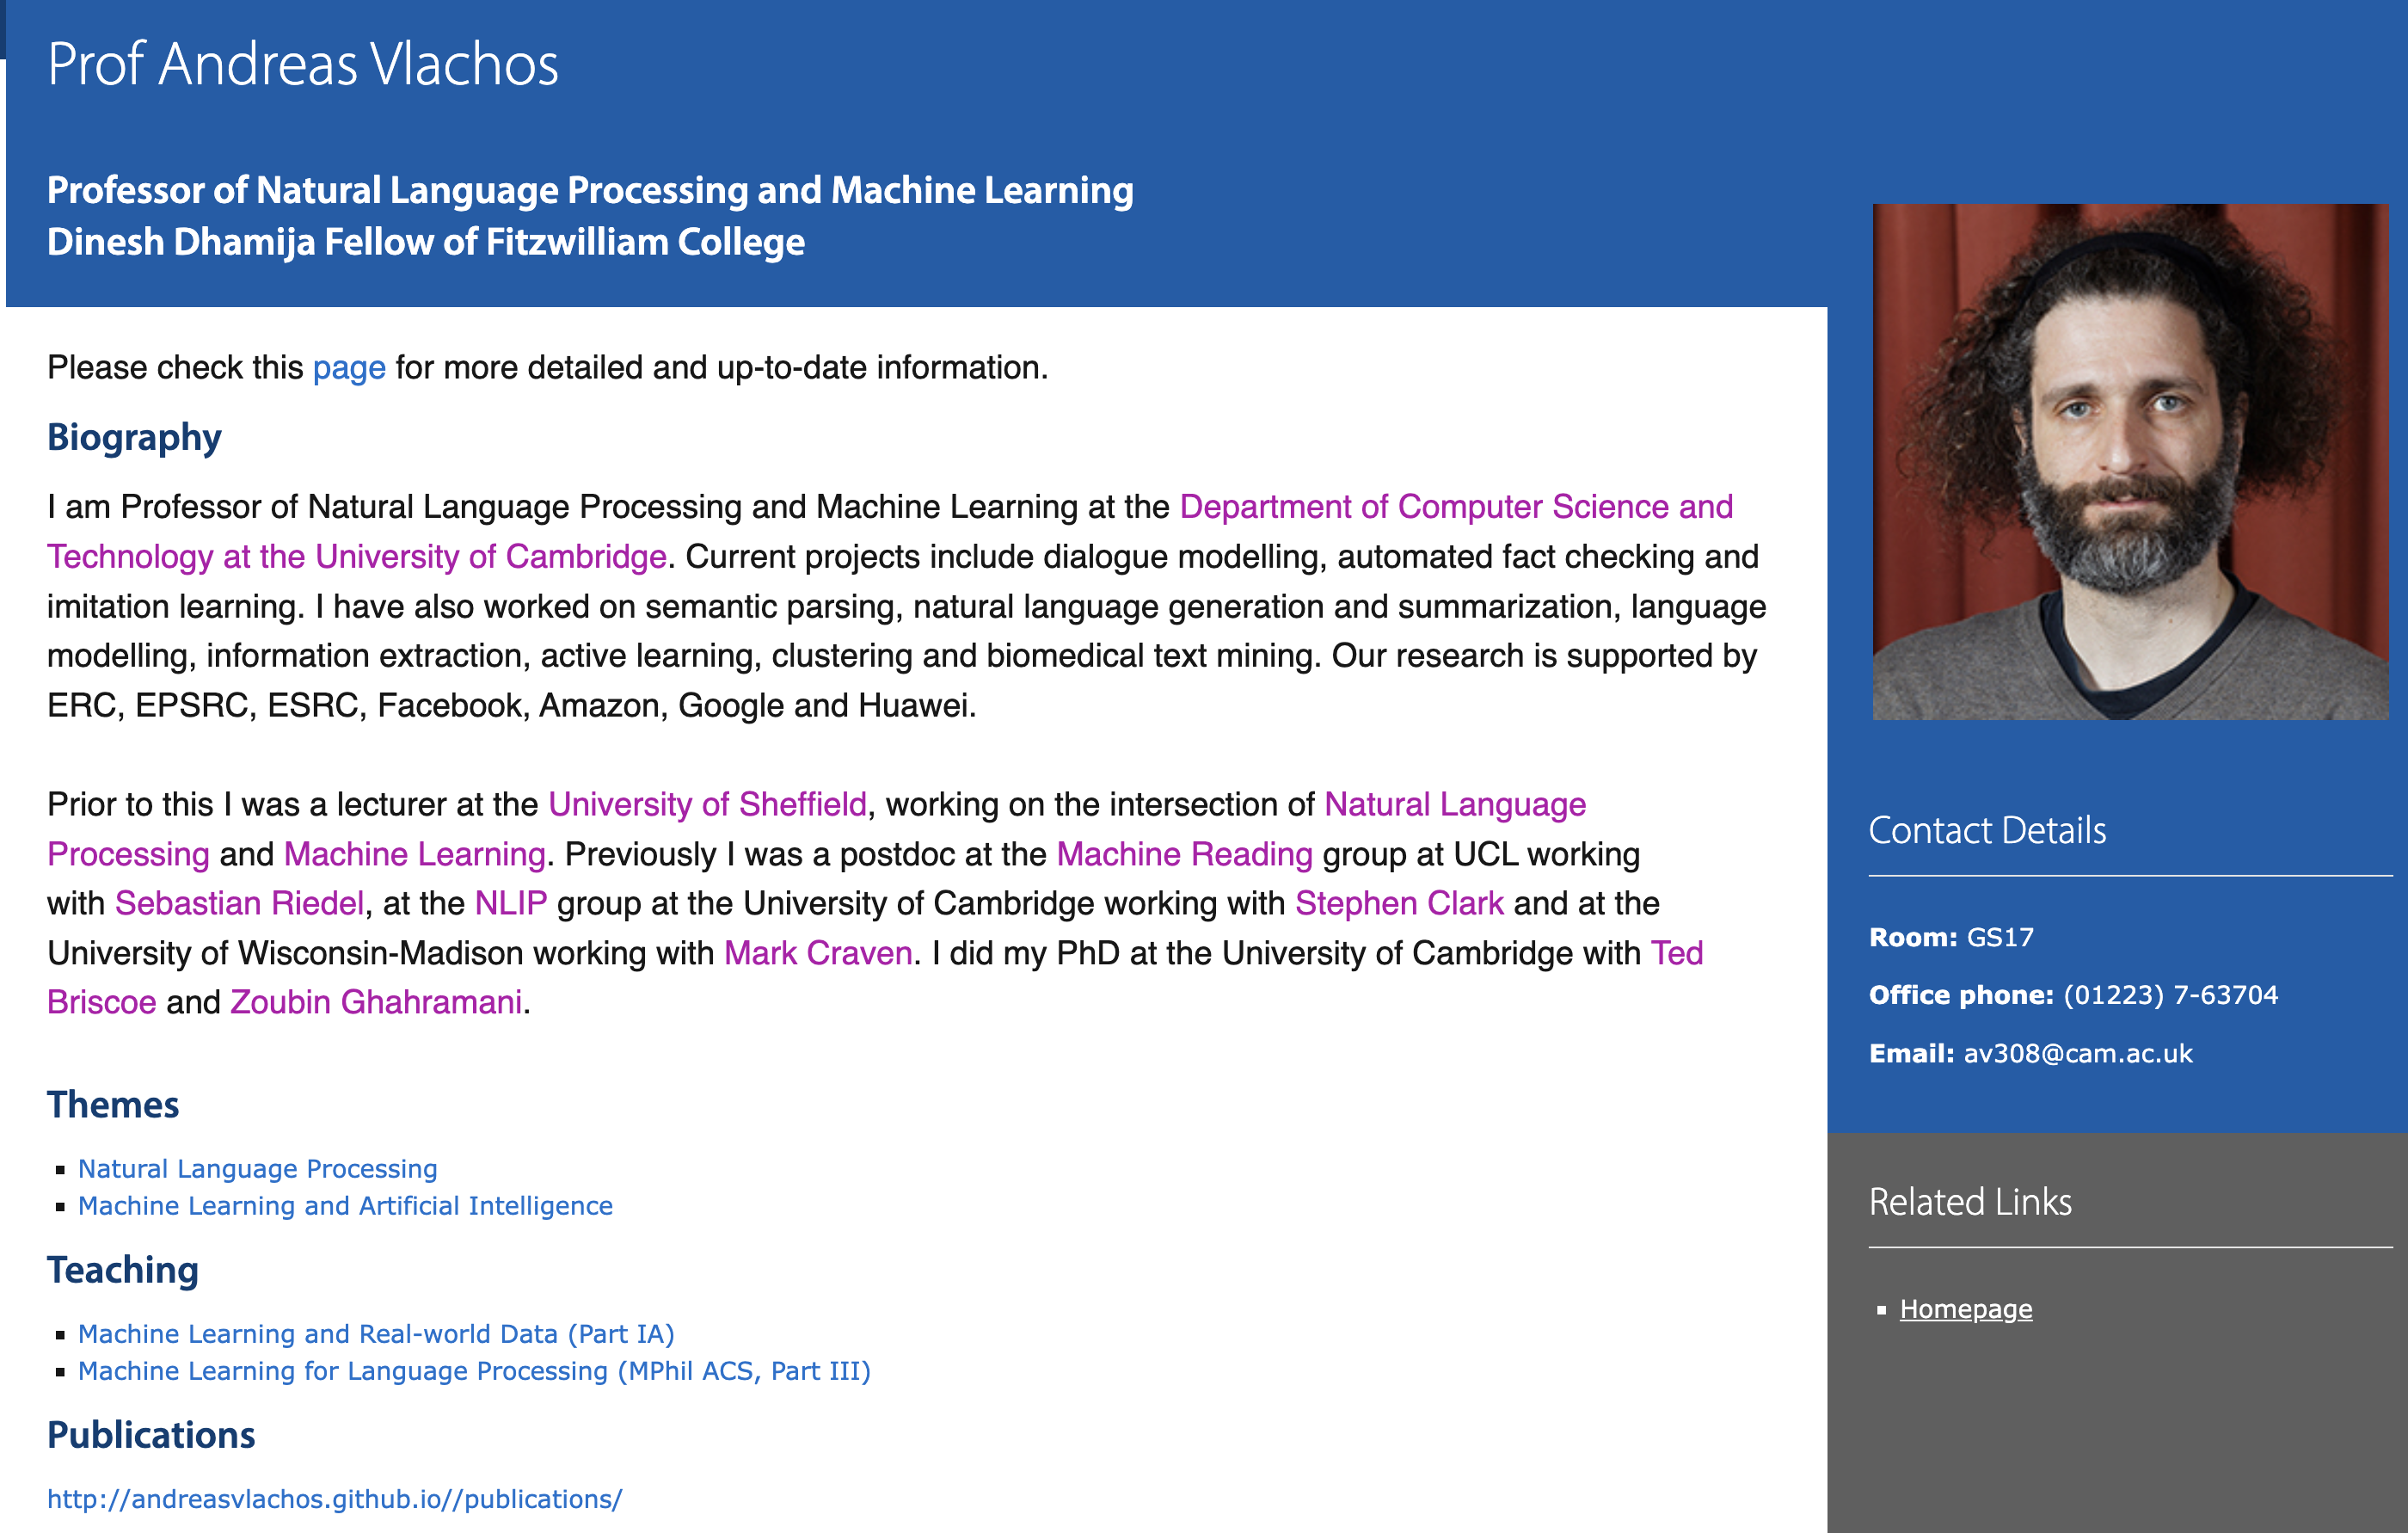 Prof Andreas Vlachos
Professor of Natural Language Processing and Machine Learning
Dinesh Dhamija Fellow of Fitzwilliam College
Please check this page for more detailed and up-to-date information.
Biography
I am Professor of Natural Language Processing and Machine Learning at the Department of Computer Science and
Technology at the University of Cambridge. Current projects include dialogue modelling, automated fact checking and
imitation learning. I have also worked on semantic parsing, natural language generation and summarization, language
modelling, information extraction, active learning, clustering and biomedical text mining. Our research is supported by
ERC, EPSRC, ESRC, Facebook, Amazon, Google and Huawei.
Prior to this I was a lecturer at the University of Sheffield, working on the intersection of Natural Language
Processing and Machine Learning. Previously I was a postdoc at the Machine Reading group at UCL working
with Sebastian Riedel, at the NLIP group at the University of Cambridge working with Stephen Clark and at the
University of Wisconsin-Madison working with Mark Craven. I did my PhD at the University of Cambridge with Ted
Briscoe and Zoubin Ghahramani.
Themes
Natural Language Processing
Machine Learning and Artificial Intelligence
Teaching
Machine Learning and Real-world Data (Part IA)
Machine Learning for Language Processing (MPhil ACS, Part III)
Publications
http://andreasvlachos.github.io//publications/
Contact Details
Room: GS17
Office phone: (01223) 7-63704
Email: av308@cam.ac.uk
Related Links
Homepage